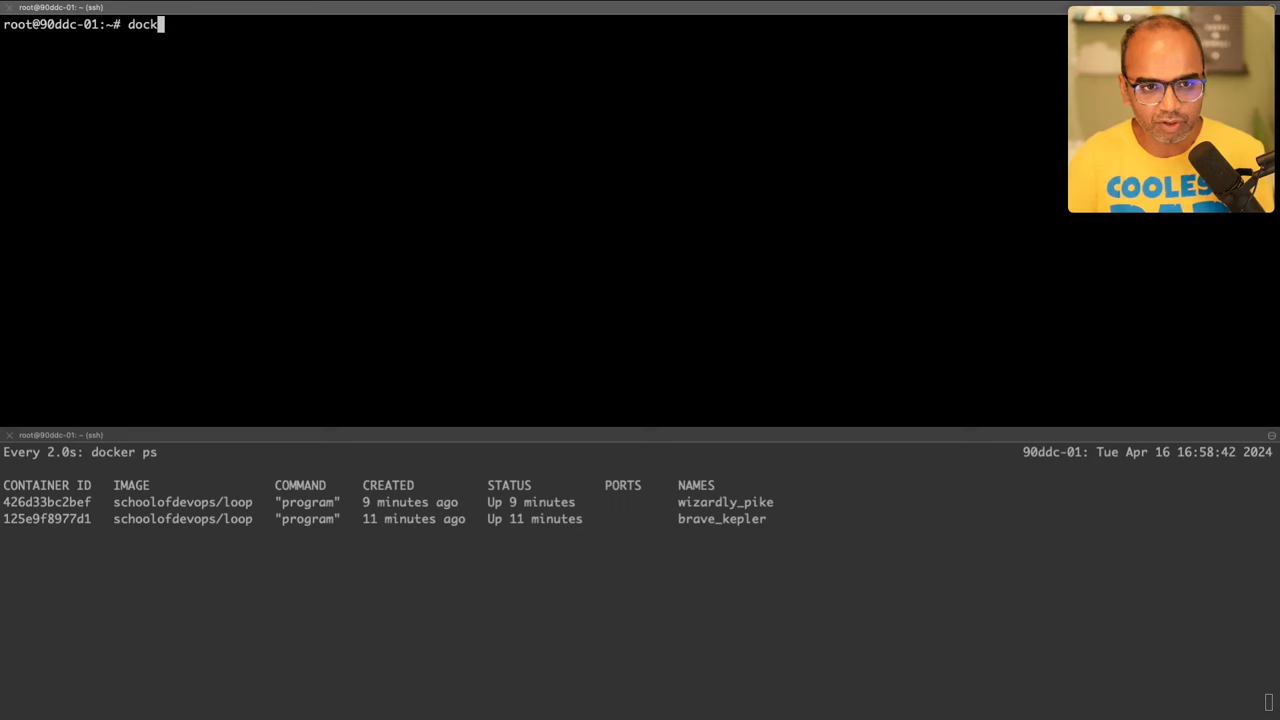 root@90ddc-01: ~ (ssh)
root@90ddc-01:~# dock
COOLES
root@90ddc-01: ~ (ssh)
Every 2.0s: docker ps 90ddc-01: Tue Apr 16 16:58:42 2024
CONTAINER ID IMAGE COMMAND CREATED STATUS PORTS NAMES
426d33bc2bef schoolofdevops/loop "program" 9 minutes ago Up 9 minutes wizardly_pike
125e9f8977d1 schoolofdevops/loop "program" 11 minutes ago Up 11 minutes brave_kepler